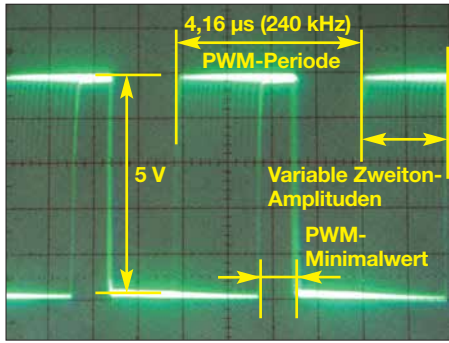 4,16 µs (240 kHz)
PWM-Periode
5 V
Variable Zweiton-
Amplituden
PWM-
Minimalwert